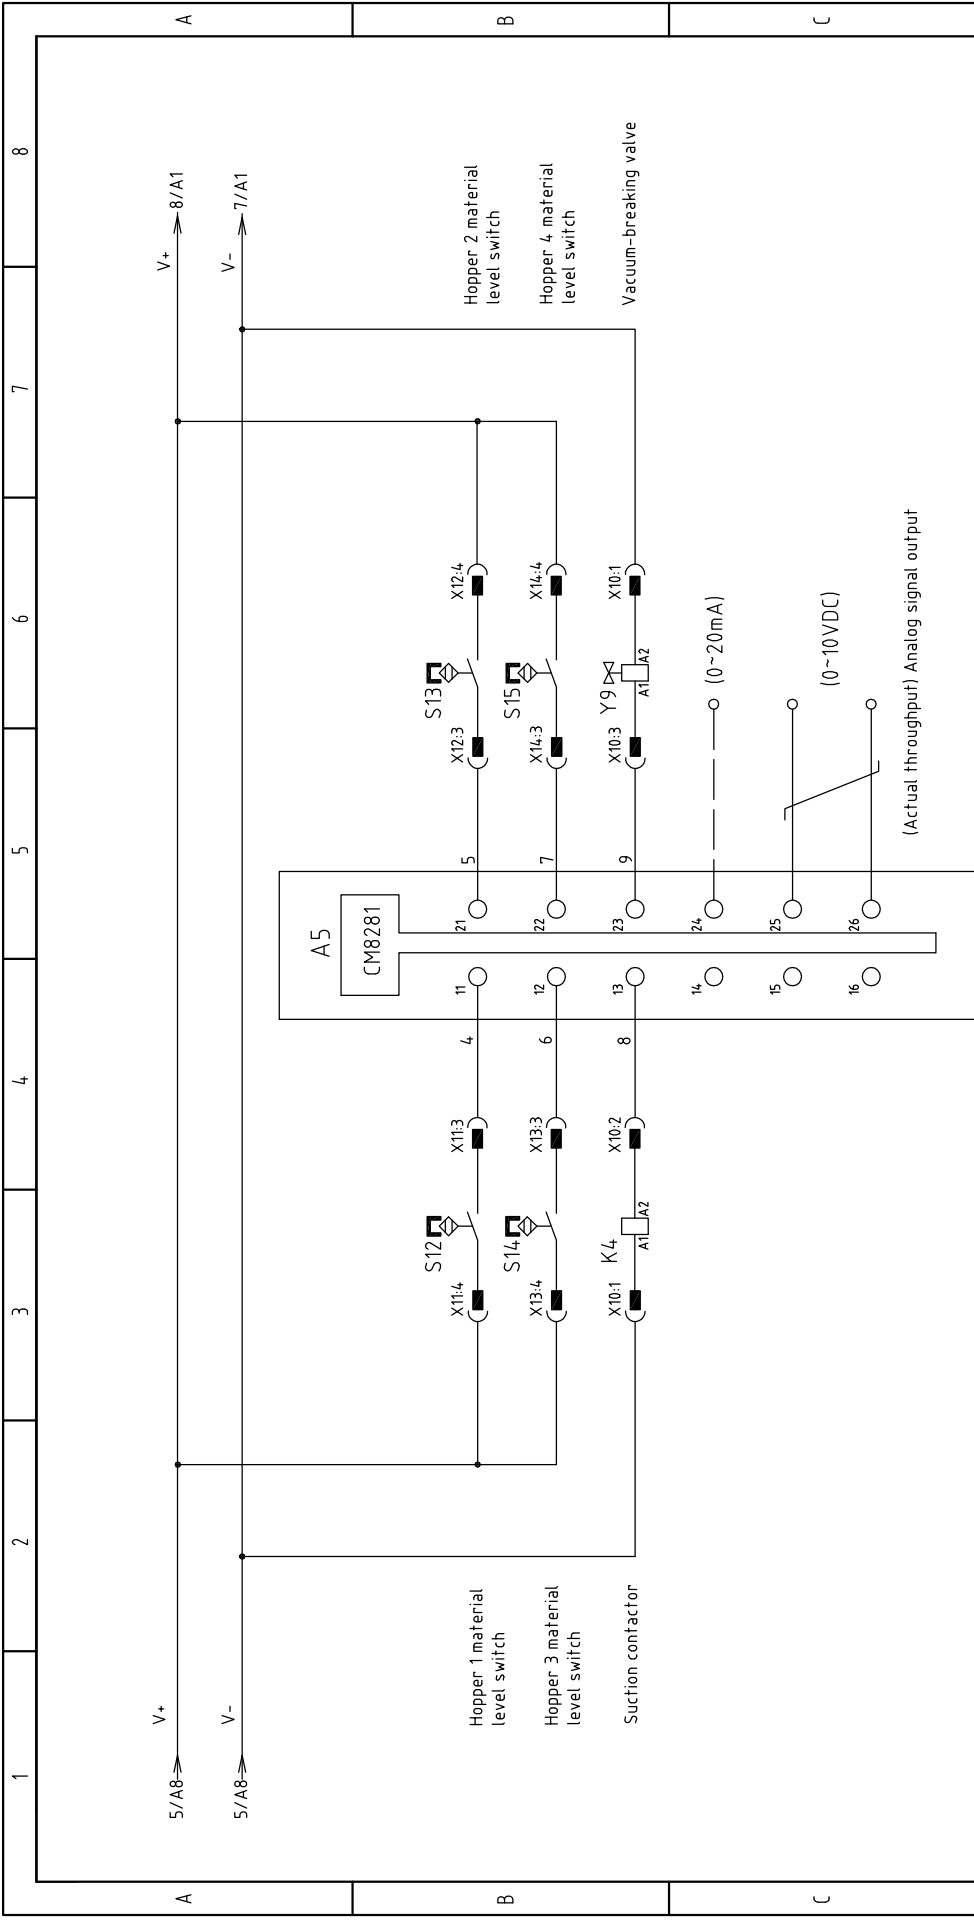 1 2 3 4 5 6 7 8
A
A
V+
V+
5/A8
8/A1
V-
V-
5/A8
7/A1
A5
CM8281
B
B
Hopper 1 material
level switch
S12
X11:4
X11:3
4
11
21
5
S13
X12:3
X12:4
Hopper 2 material
level switch
Hopper 3 material
level switch
S14
X13:4
X13:3
6
12
22
7
S15
X14:3
X14:4
Hopper 4 material
level switch
Suction contactor
K4
X10:1
A1
A2
X10:2
8
13
23
9
Y9
X10:3
A1
A2
X10:1
Vacuum-breaking valve
14
24
(0~20mA)
15
25
(0~10VDC)
16
26
(Actual throughput) Analog signal output
C
C